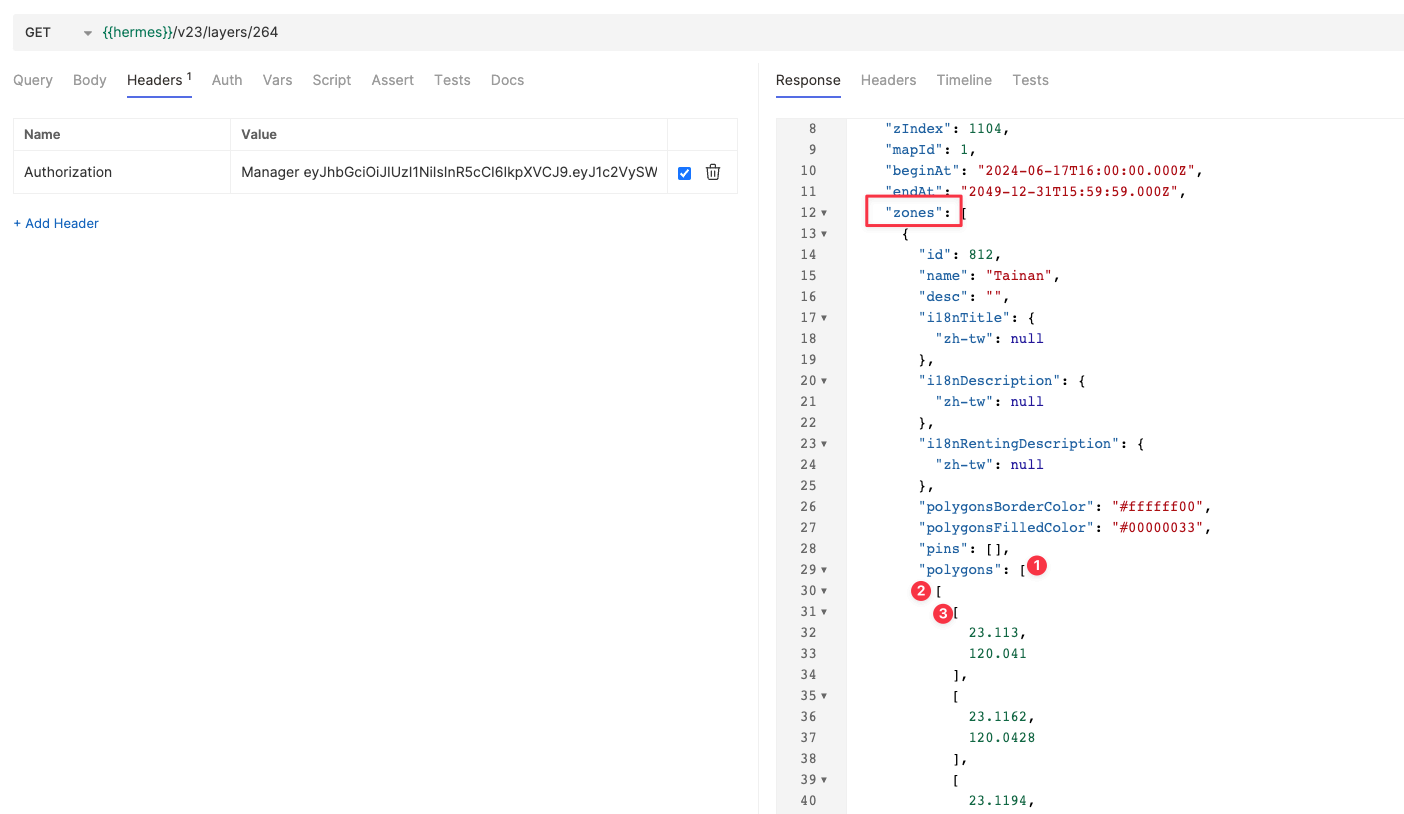 GET {{hermes}}/v23/layers/264
Query Body Headers 1 Auth Vars Script Assert Tests Docs
Name Value
Authorization Manager eyJhbGciOiJIUzI1NiIsInR5cCI6IkpXVCJ9.eyJ1c2VySW
+ Add Header
Response Headers Timeline Tests
8 "zIndex": 1104,
9 "mapId": 1,
10 "beginAt": "2024-06-17T16:00:00.000Z",
11 "endAt": "2049-12-31T15:59:59.000Z",
12 "zones": [
13 {
14 "id": 812,
15 "name": "Tainan",
16 "desc": "",
17 "i18nTitle": {
18 "zh-tw": null
19 },
20 "i18nDescription": {
21 "zh-tw": null
22 },
23 "i18nRentingDescription": {
24 "zh-tw": null
25 },
26 "polygonsBorderColor": "#ffffff00",
27 "polygonsFilledColor": "#00000033",
28 "pins": [],
29 "polygons": [ 1
30 2 [
31 3 [
32 23.113,
33 120.041
34 ],
35 [
36 23.1162,
37 120.0428
38 ],
39 [
40 23.1194,